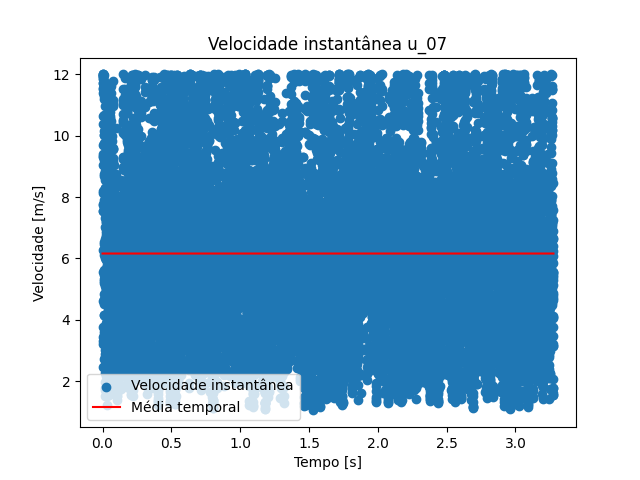 Velocidade instantânea u_07
Velocidade [m/s]
12
10
8
6
4
2
Velocidade instantânea
Média temporal
0.0 0.5 1.0 1.5 2.0 2.5 3.0
Tempo [s]